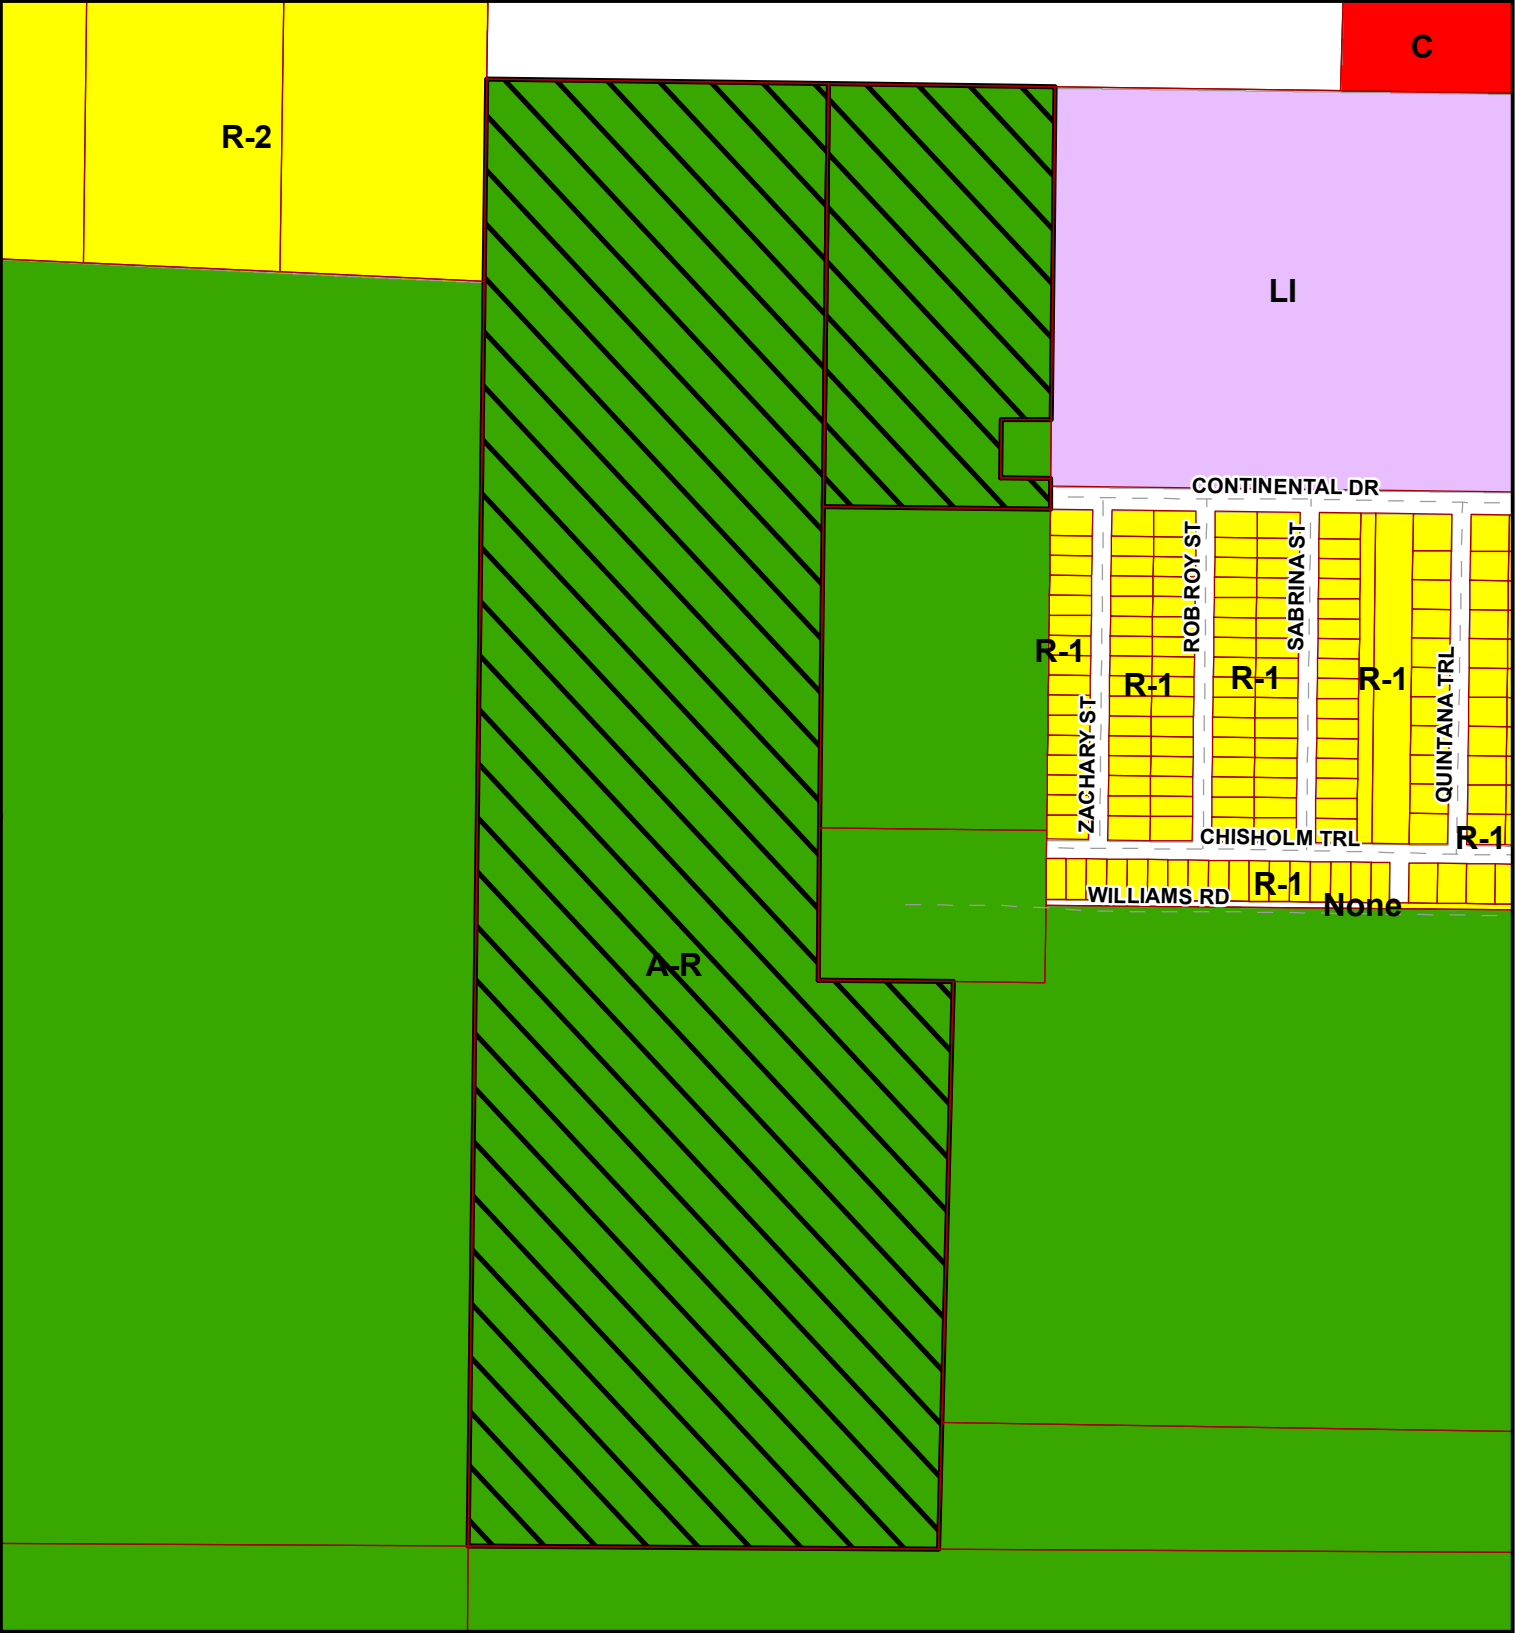 C
R-2
LI
CONTINENTAL DR
ROB ROY ST
SABRINA ST
R-1
R-1
R-1
R-1
QUINTANA TRL
ZACHARY ST
CHISHOLM TRL
R-1
R-1
WILLIAMS RD
None
A-R